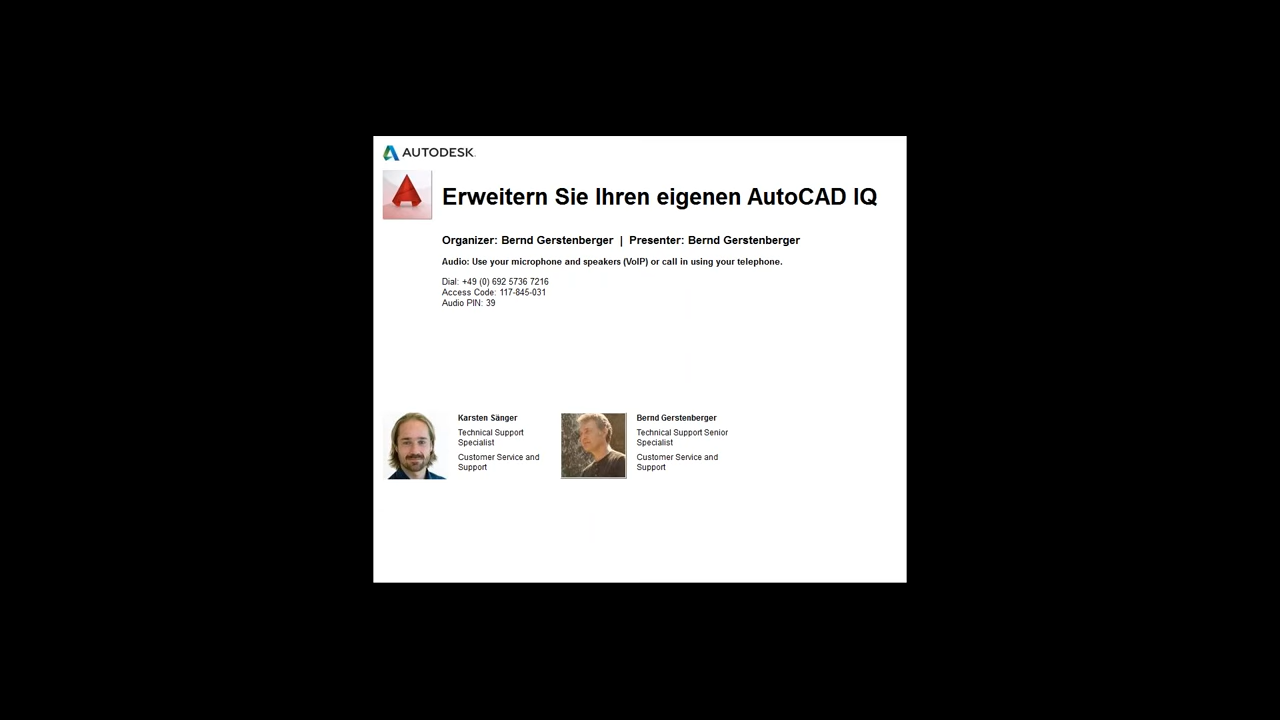 AUTODESK.
Erweitern Sie Ihren eigenen AutoCAD IQ
Organizer: Bernd Gerstenberger | Presenter: Bernd Gerstenberger
Audio: Use your microphone and speakers (VoIP) or call in using your telephone.
Dial: +49 (0) 692 5736 7216
Access Code: 117-845-031
Audio PIN: 39
Karsten Sänger
Technical Support
Specialist
Customer Service and
Support
Bernd Gerstenberger
Technical Support Senior
Specialist
Customer Service and
Support